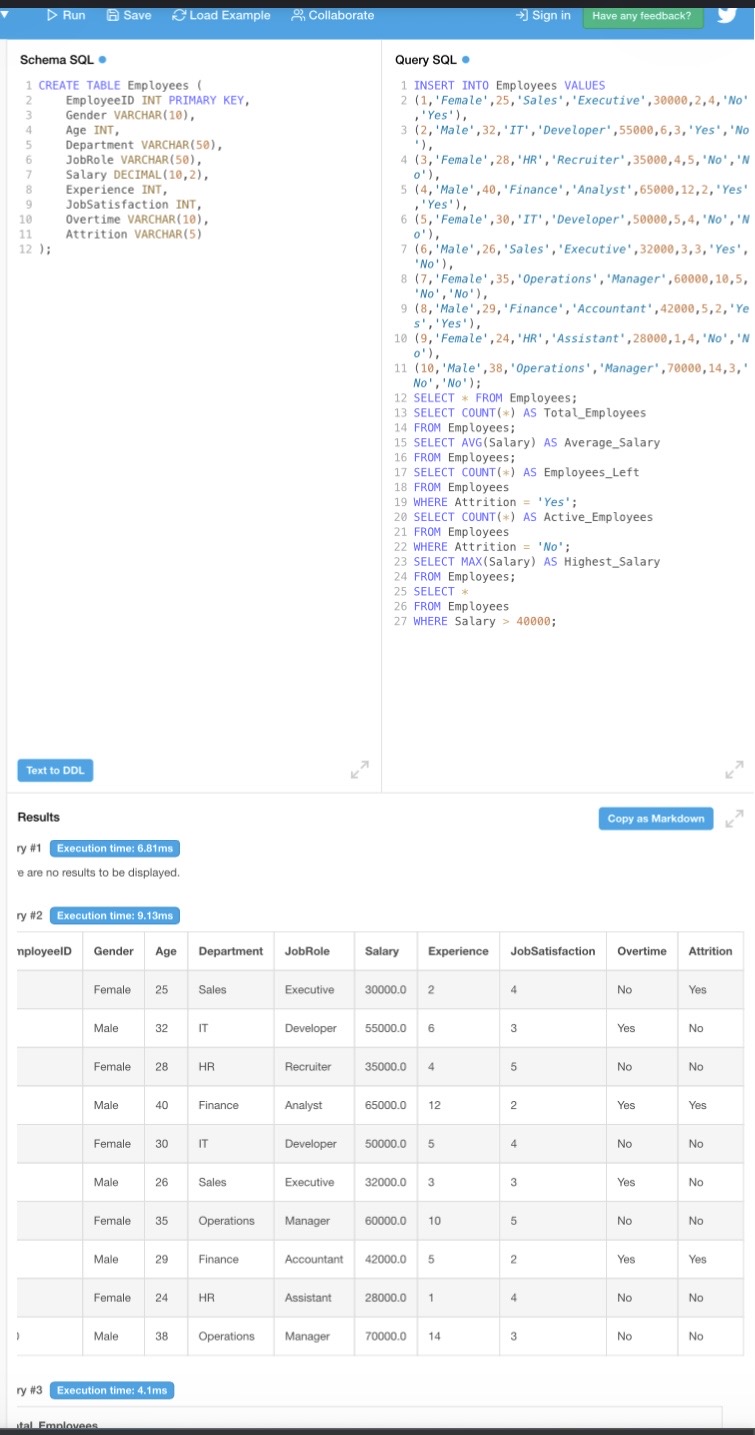 Run Save Load Example Collaborate Sign in Have any feedback?
Schema SQL
1 CREATE TABLE Employees (
2 EmployeeID INT PRIMARY KEY,
3 Gender VARCHAR(10),
4 Age INT,
5 Department VARCHAR(50),
6 JobRole VARCHAR(50),
7 Salary DECIMAL(10,2),
8 Experience INT,
9 JobSatisfaction INT,
10 Overtime VARCHAR(10),
11 Attrition VARCHAR(5)
12 );
Text to DDL
Query SQL
1 INSERT INTO Employees VALUES
2 (1,'Female',25,'Sales','Executive',30000,2,4,'No'
,'Yes'),
3 (2,'Male',32,'IT','Developer',55000,6,3,'Yes','No
'),
4 (3,'Female',28,'HR','Recruiter',35000,4,5,'No','N
o'),
5 (4,'Male',40,'Finance','Analyst',65000,12,2,'Yes'
,'Yes'),
6 (5,'Female',30,'IT','Developer',50000,5,4,'No','N
o'),
7 (6,'Male',26,'Sales','Executive',32000,3,3,'Yes',
'No'),
8 (7,'Female',35,'Operations','Manager',60000,10,5,
'No','No'),
9 (8,'Male',29,'Finance','Accountant',42000,5,2,'Ye
s','Yes'),
10 (9,'Female',24,'HR','Assistant',28000,1,4,'No','N
o'),
11 (10,'Male',38,'Operations','Manager',70000,14,3,'
No','No');
12 SELECT * FROM Employees;
13 SELECT COUNT(*) AS Total_Employees
14 FROM Employees;
15 SELECT AVG(Salary) AS Average_Salary
16 FROM Employees;
17 SELECT COUNT(*) AS Employees_Left
18 FROM Employees
19 WHERE Attrition = 'Yes';
20 SELECT COUNT(*) AS Active_Employees
21 FROM Employees
22 WHERE Attrition = 'No';
23 SELECT MAX(Salary) AS Highest_Salary
24 FROM Employees;
25 SELECT *
26 FROM Employees
27 WHERE Salary > 40000;
Results Copy as Markdown
ry #1 Execution time: 6.81ms
e are no results to be displayed.
ry #2 Execution time: 9.13ms
mployeeID Gender Age Department JobRole Salary Experience JobSatisfaction Overtime Attrition
Female 25 Sales Executive 30000.0 2 4 No Yes
Male 32 IT Developer 55000.0 6 3 Yes No
Female 28 HR Recruiter 35000.0 4 5 No No
Male 40 Finance Analyst 65000.0 12 2 Yes Yes
Female 30 IT Developer 50000.0 5 4 No No
Male 26 Sales Executive 32000.0 3 3 Yes No
Female 35 Operations Manager 60000.0 10 5 No No
Male 29 Finance Accountant 42000.0 5 2 Yes Yes
Female 24 HR Assistant 28000.0 1 4 No No
Male 38 Operations Manager 70000.0 14 3 No No
ry #3 Execution time: 4.1ms
tal_Employees